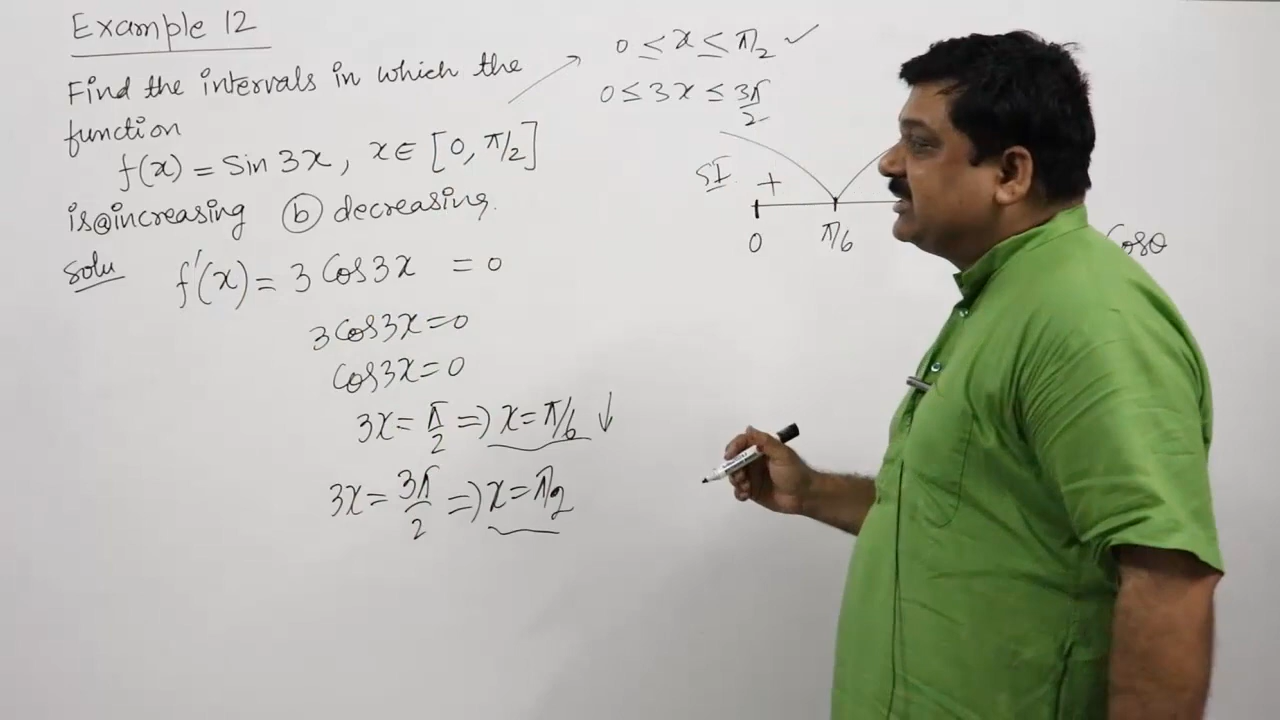 Example 12
Find the intervals in which the
function
f(x) = Sin 3x, x ∈ [0, π/2]
is ⓐ increasing ⓑ decreasing.
Solu f'(x) = 3 Cos 3x = 0
3 Cos 3x = 0
Cos 3x = 0
3x = π/2 => x = π/6 ↓
3x = 3π/2 => x = π/2
0 ≤ x ≤ π/2 ✓
0 ≤ 3x ≤ 3π/2
SI +
0 π/6
Cosθ